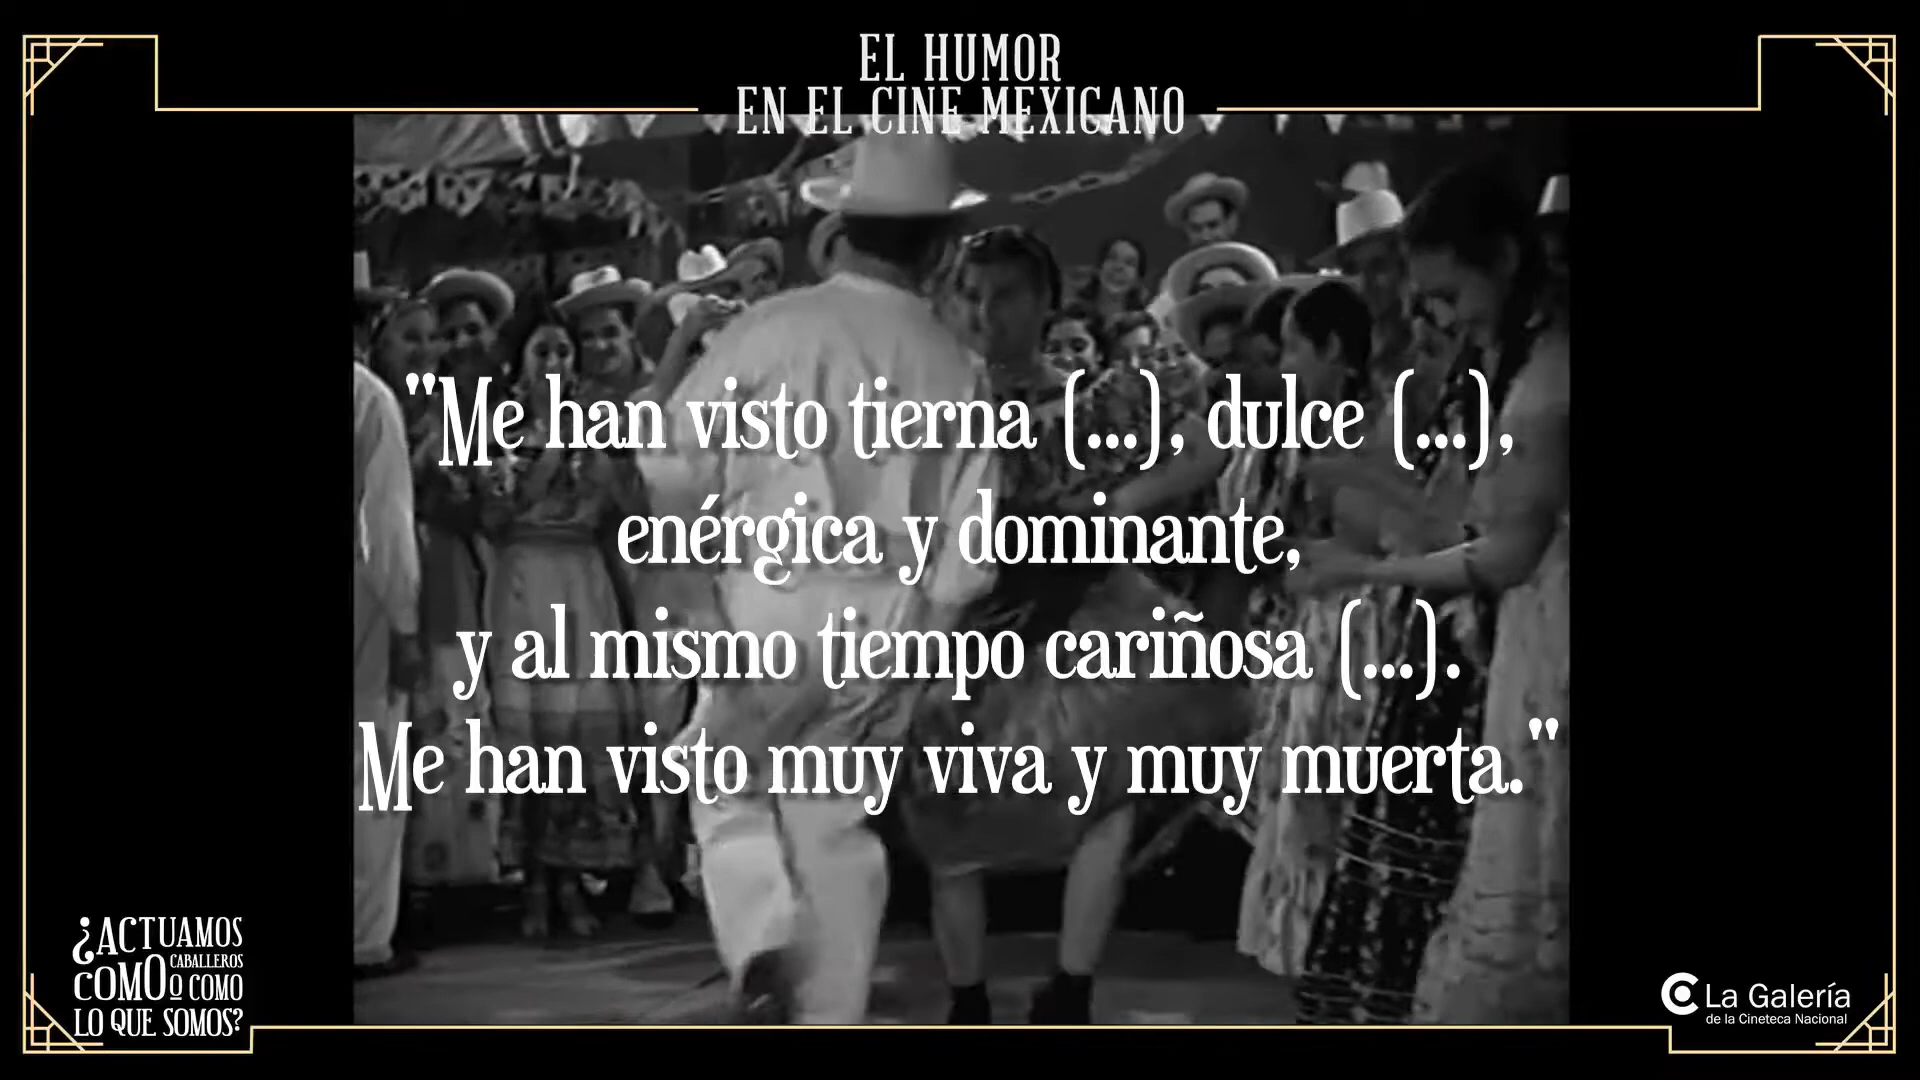 EL HUMOR
EN EL CINE MEXICANO
"Me han visto tierna (...), dulce (...),
enérgica y dominante,
y al mismo tiempo cariñosa (...).
Me han visto muy viva y muy muerta."
¿ACTUAMOS
COMO CABALLEROS
O COMO
LO QUE SOMOS?
La Galería
de la Cineteca Nacional